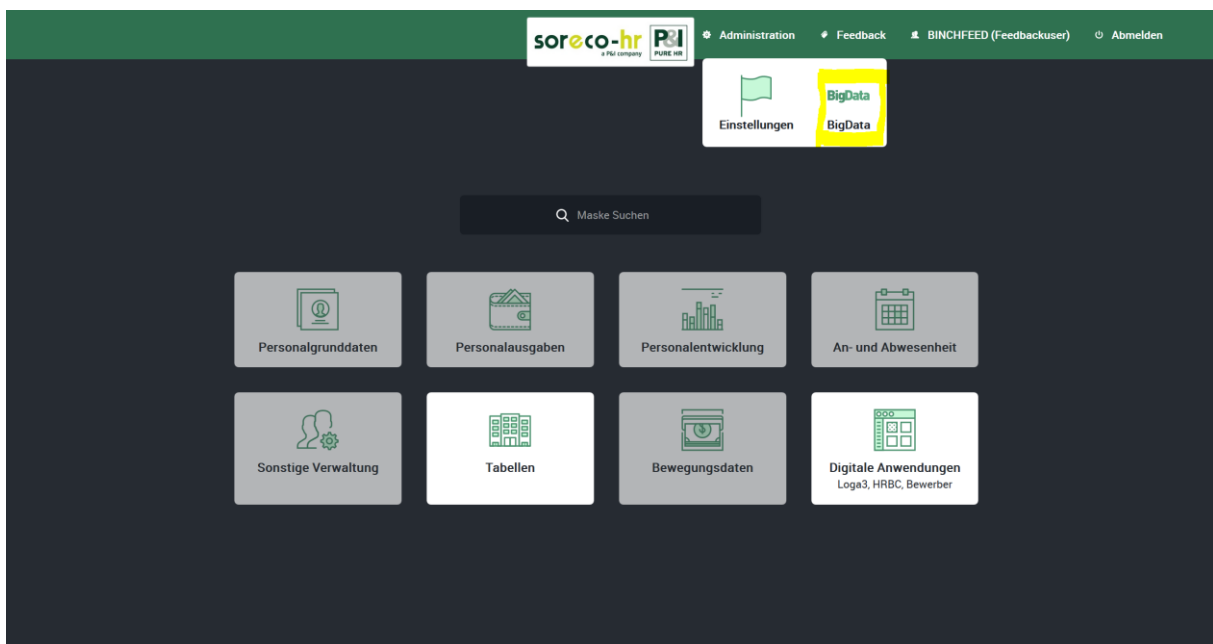 soreco-hr
a P&I company
P&I
PURE HR
Administration
Feedback
BINCHFEED (Feedbackuser)
Abmelden
Einstellungen
BigData
BigData
Maske Suchen
Personalgrunddaten
Personalausgaben
Personalentwicklung
An- und Abwesenheit
Sonstige Verwaltung
Tabellen
Bewegungsdaten
Digitale Anwendungen
Loga3, HRBC, Bewerber